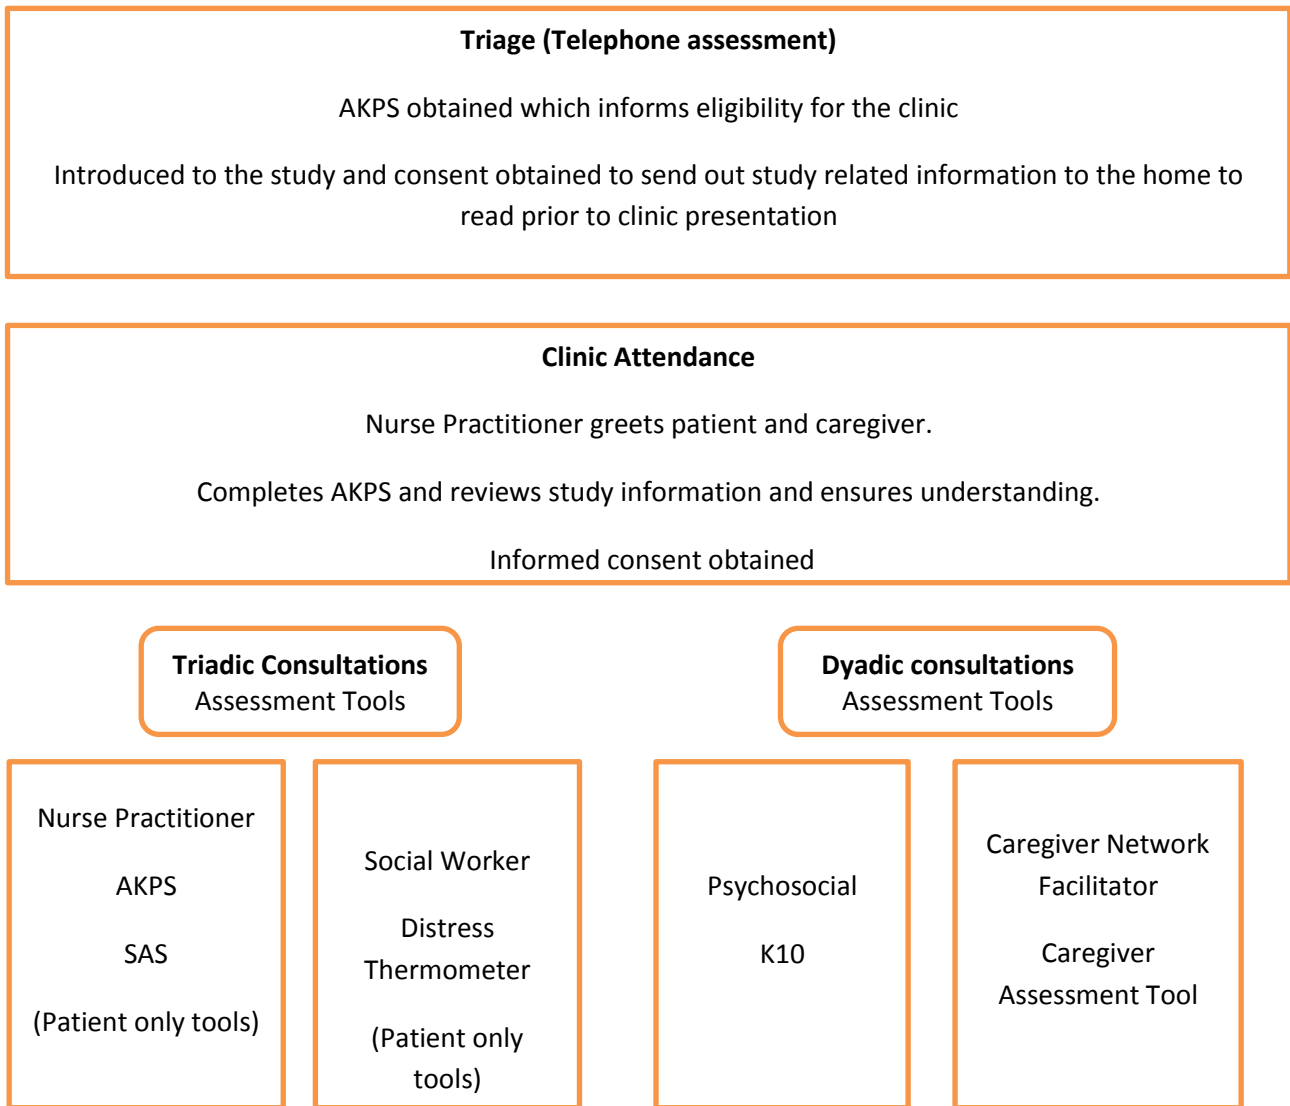 Triage (Telephone assessment)
AKPS obtained which informs eligibility for the clinic
Introduced to the study and consent obtained to send out study related information to the home to
read prior to clinic presentation
Clinic Attendance
Nurse Practitioner greets patient and caregiver.
Completes AKPS and reviews study information and ensures understanding.
Informed consent obtained
Triadic Consultations
Assessment Tools
Dyadic consultations
Assessment Tools
Nurse Practitioner
AKPS
SAS
(Patient only tools)
Social Worker
Distress
Thermometer
(Patient only
tools)
Psychosocial
K10
Caregiver Network
Facilitator
Caregiver
Assessment Tool